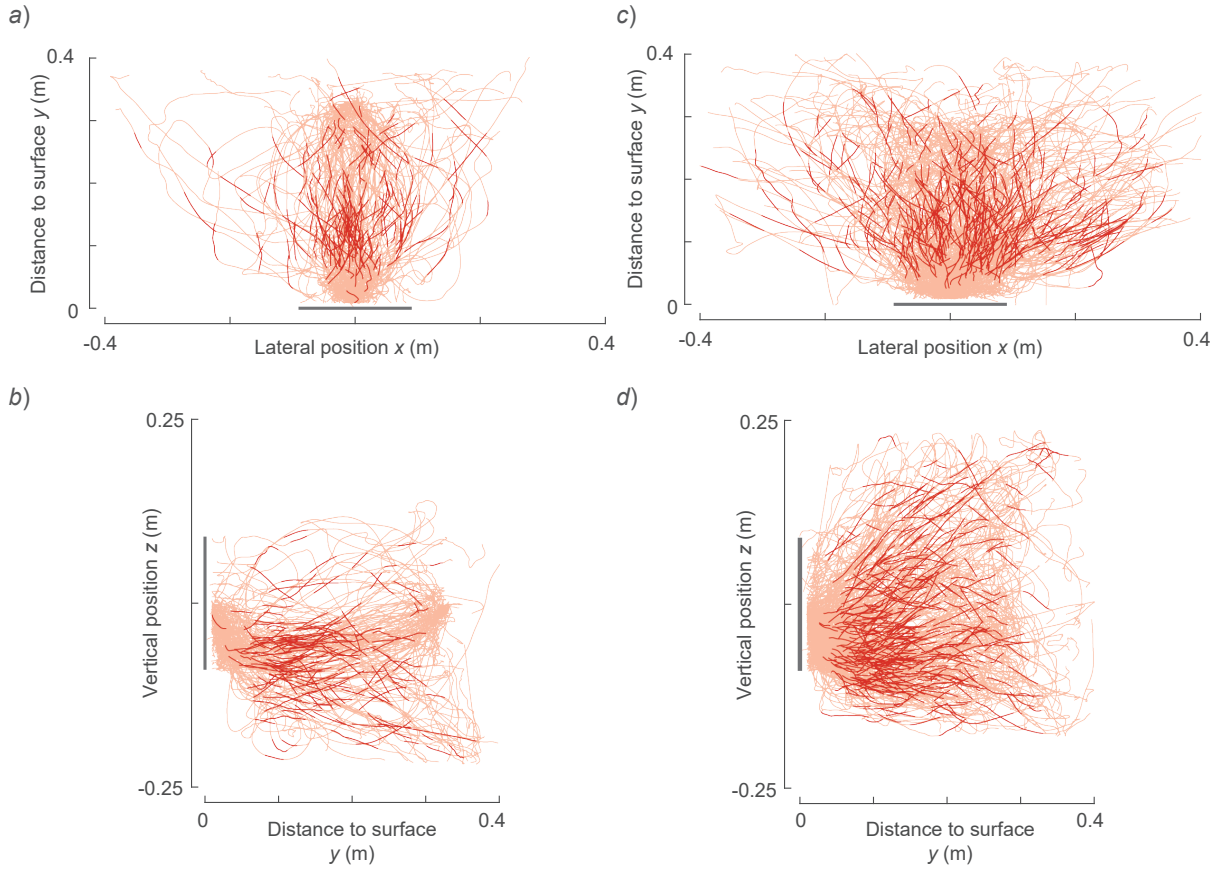 a)
0.4
Distance to surface y (m)
0
-0.4
0.4
Lateral position x (m)
c)
0.4
Distance to surface y (m)
0
-0.4
0.4
Lateral position x (m)
b)
0.25
Vertical position z (m)
-0.25
0
0.4
Distance to surface
y (m)
d)
0.25
Vertical position z (m)
-0.25
0
0.4
Distance to surface
y (m)